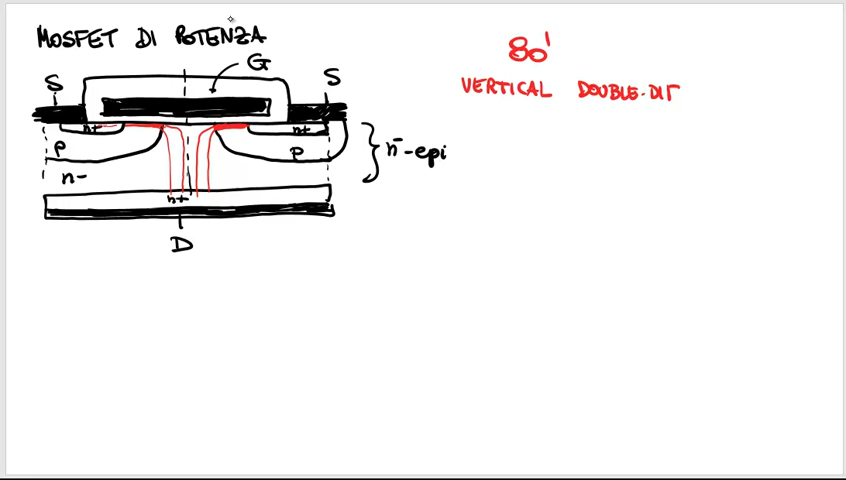 MOSFET DI POTENZA
80'
VERTICAL DOUBLE-DIF
G
S
S
n+
n+
p
p
n-
n⁻-epi
n+
D